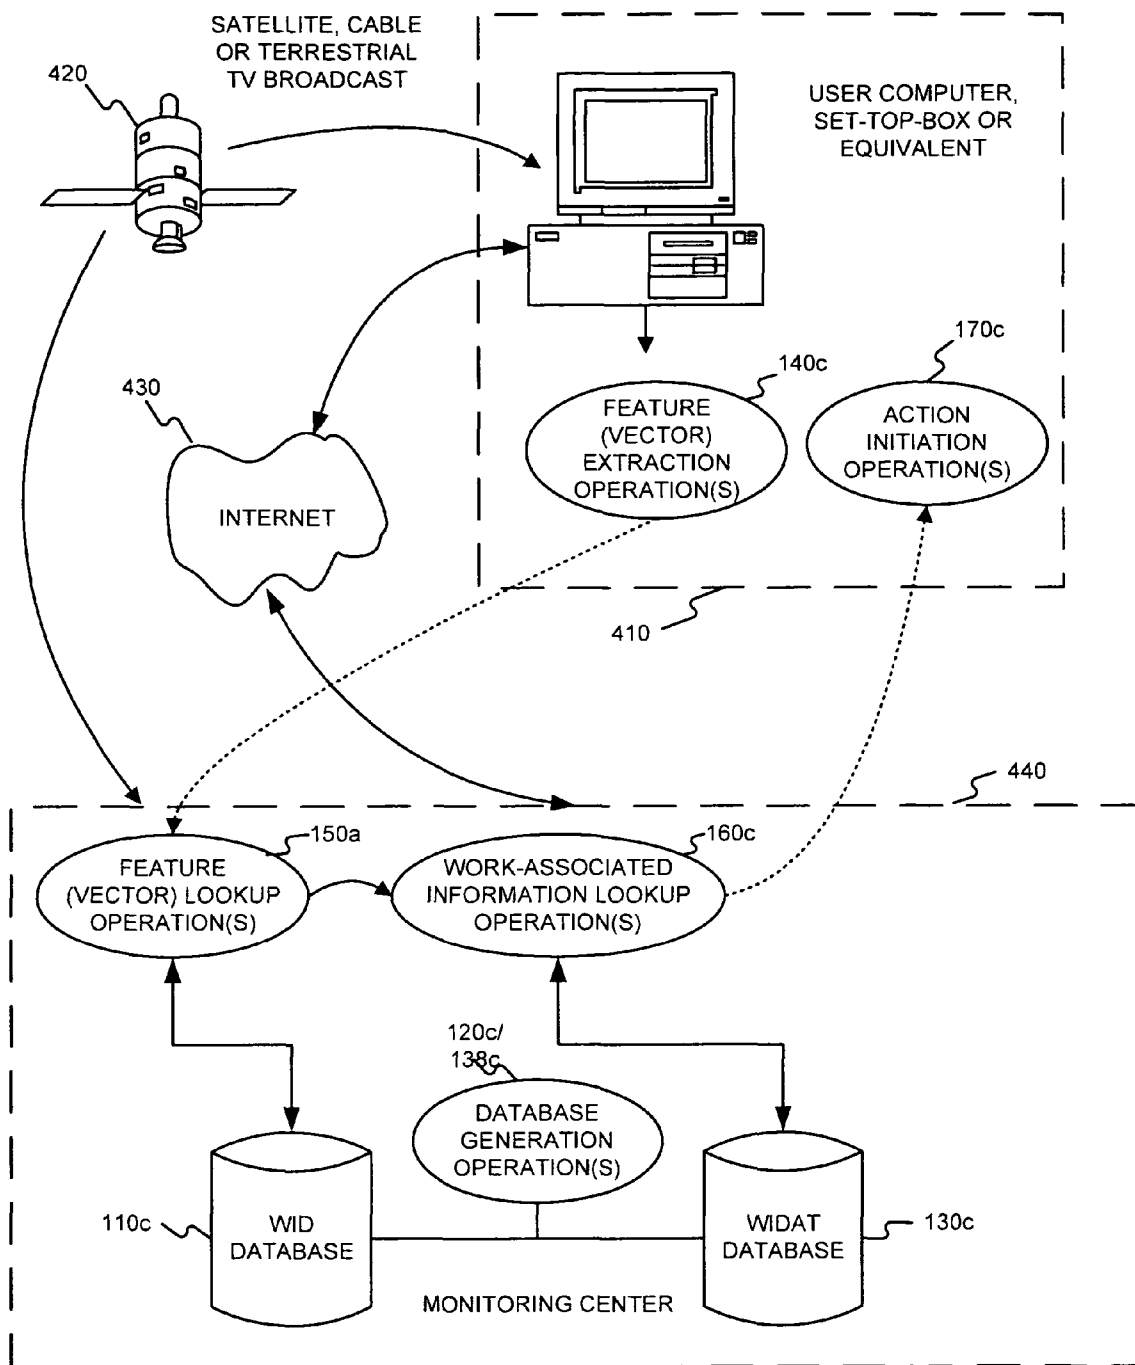 SATELLITE, CABLE
OR TERRESTRIAL
TV BROADCAST
420
USER COMPUTER,
SET-TOP-BOX OR
EQUIVALENT
170c
140c
430
FEATURE
(VECTOR)
EXTRACTION
OPERATION(S)
ACTION
INITIATION
OPERATION(S)
INTERNET
410
440
150a
160c
FEATURE
(VECTOR) LOOKUP
OPERATION(S)
WORK-ASSOCIATED
INFORMATION LOOKUP
OPERATION(S)
120c/
138c
DATABASE
GENERATION
OPERATION(S)
110c
WID
DATABASE
WIDAT
DATABASE
130c
MONITORING CENTER